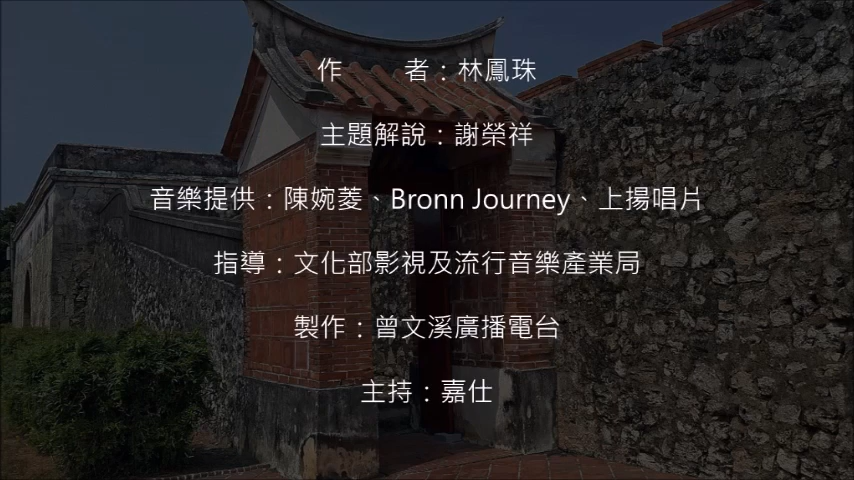 作　　者：林鳳珠
主題解說：謝榮祥
音樂提供：陳婉菱、Bronn Journey、上揚唱片
指導：文化部影視及流行音樂產業局
製作：曾文溪廣播電台
主持：嘉仕